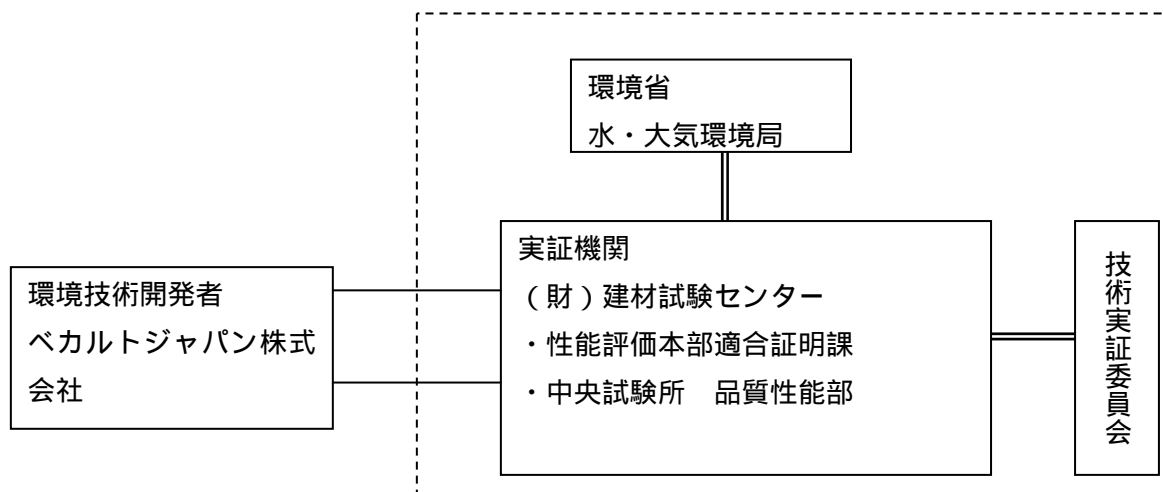 環境省
水・大気環境局
実証機関
（財）建材試験センター
・性能評価本部適合証明課
・中央試験所　品質性能部
環境技術開発者
ベカルトジャパン株式
会社
技術実証委員会